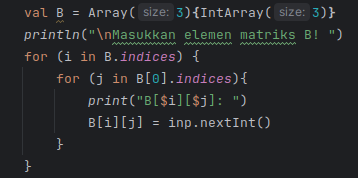 val B = Array( size: 3){IntArray( size: 3)}
println("\nMasukkan elemen matriks B! ")
for (i in B.indices) {
for (j in B[0].indices){
print("B[$i][$j]: ")
B[i][j] = inp.nextInt()
}
}